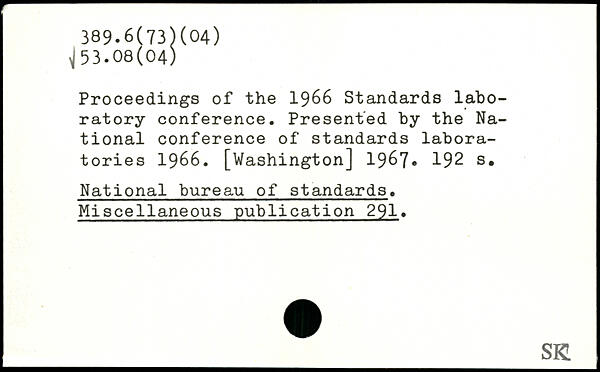 389.6(73)(04)
√53.08(04)
Proceedings of the 1966 Standards labo-
ratory conference. Presented by the Na-
tional conference of standards labora-
tories 1966. [Washington] 1967. 192 s.
National bureau of standards.
Miscellaneous publication 291.
SK